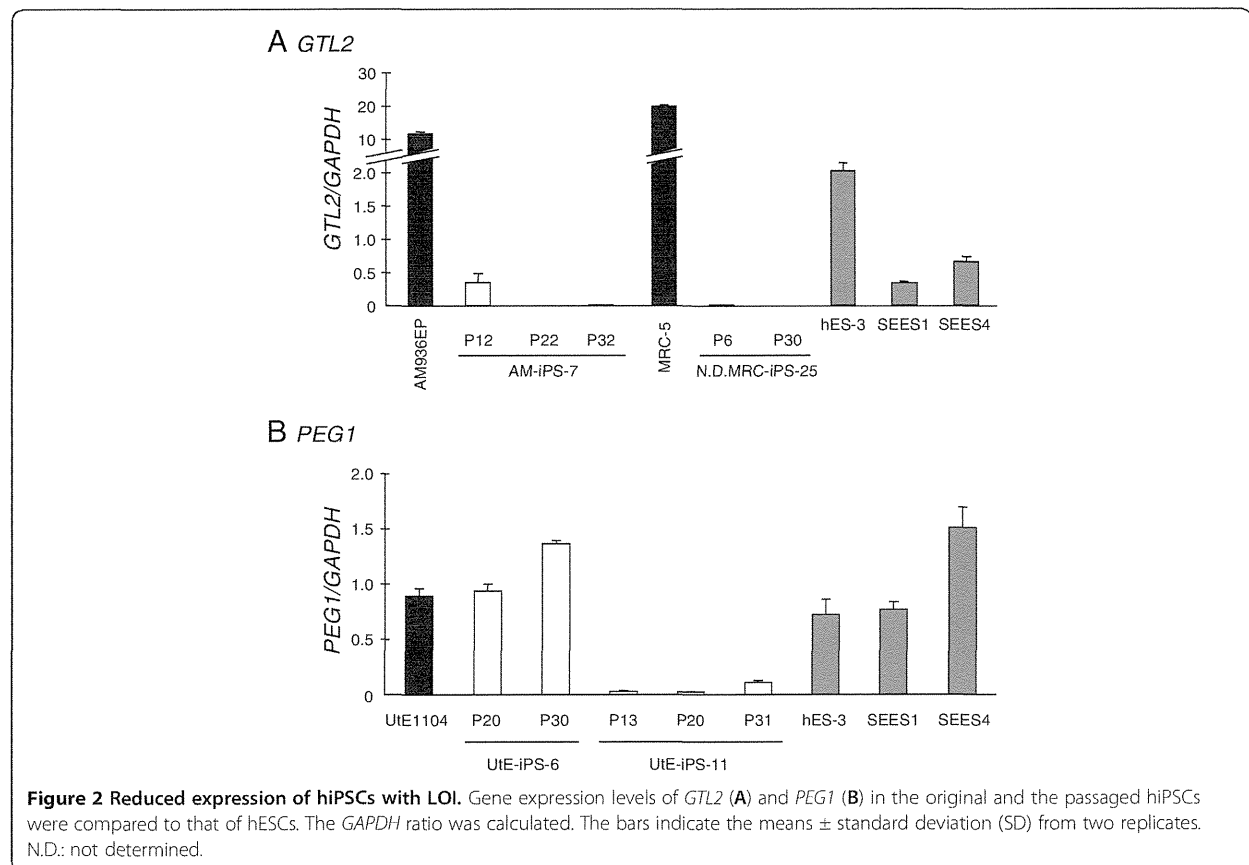 A GTL2
GTL2/GAPDH
30
20
10
2.0
1.5
1.0
0.5
0
AM936EP
P12 P22 P32
AM-iPS-7
MRC-5
P6 P30
N.D.MRC-iPS-25
hES-3 SEES1 SEES4
B PEG1
PEG1/GAPDH
2.0
1.5
1.0
0.5
0
UtE1104 P20 P30 P13 P20 P31 hES-3 SEES1 SEES4
UtE-iPS-6 UtE-iPS-11
Figure 2 Reduced expression of hiPSCs with LOI. Gene expression levels of GTL2 (A) and PEG1 (B) in the original and the passaged hiPSCs
were compared to that of hESCs. The GAPDH ratio was calculated. The bars indicate the means ± standard deviation (SD) from two replicates.
N.D.: not determined.